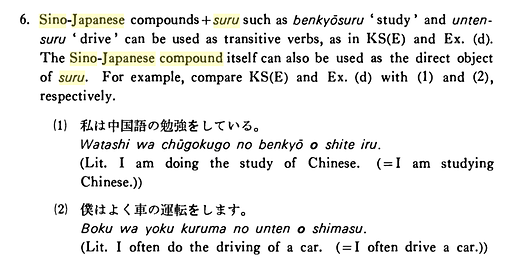 6. Sino-Japanese compounds+suru such as benkyōsuru ‘study’ and unten-
suru ‘drive’ can be used as transitive verbs, as in KS(E) and Ex. (d).
The Sino-Japanese compound itself can also be used as the direct object
of suru. For example, compare KS(E) and Ex. (d) with (1) and (2),
respectively.
(1) 私は中国語の勉強をしている。
Watashi wa chūgokugo no benkyō o shite iru.
(Lit. I am doing the study of Chinese. (=I am studying
Chinese.))
(2) 僕はよく車の運転をします。
Boku wa yoku kuruma no unten o shimasu.
(Lit. I often do the driving of a car. (=I often drive a car.))